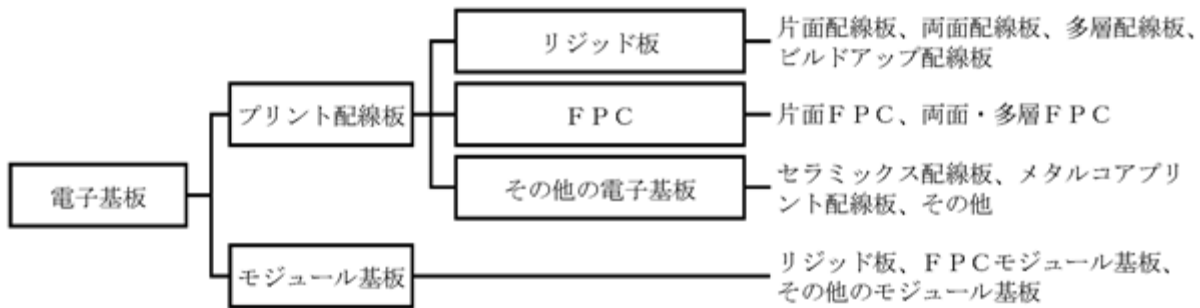 電子基板
プリント配線板
リジッド板
片面配線板、両面配線板、多層配線板、
ビルドアップ配線板
ＦＰＣ
片面ＦＰＣ、両面・多層ＦＰＣ
その他の電子基板
セラミックス配線板、メタルコアプリ
ント配線板、その他
モジュール基板
リジッド板、ＦＰＣモジュール基板、
その他のモジュール基板